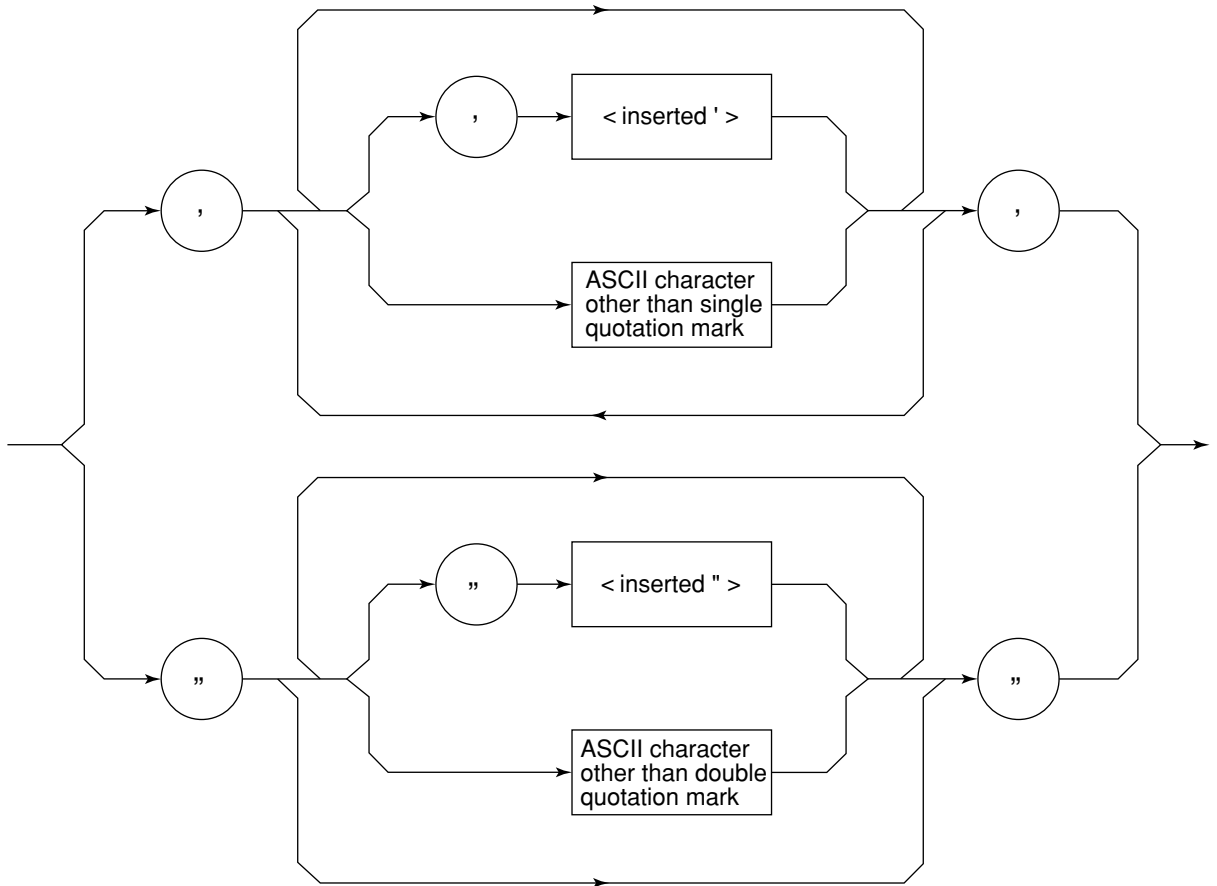 ,
< inserted ' >
,
,
ASCII character
other than single
quotation mark
„
< inserted " >
„
„
ASCII character
other than double
quotation mark